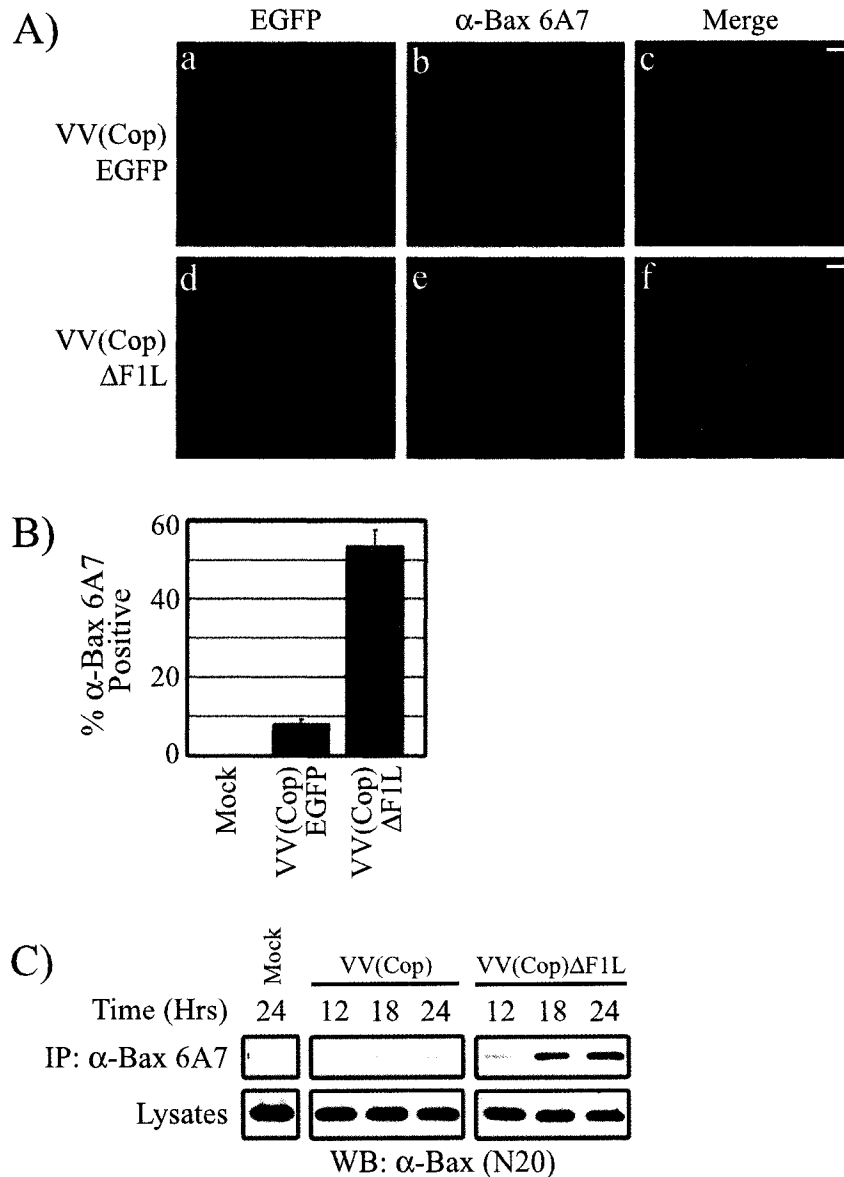 A)
EGFP α-Bax 6A7 Merge
a b c
VV(Cop)
EGFP
d e f
VV(Cop)
ΔF1L
B)
% α-Bax 6A7
Positive
60
40
20
0
Mock
VV(Cop)
EGFP
VV(Cop)
ΔF1L
C)
Mock VV(Cop) VV(Cop)ΔF1L
Time (Hrs) 24 12 18 24 12 18 24
IP: α-Bax 6A7
Lysates
WB: α-Bax (N20)